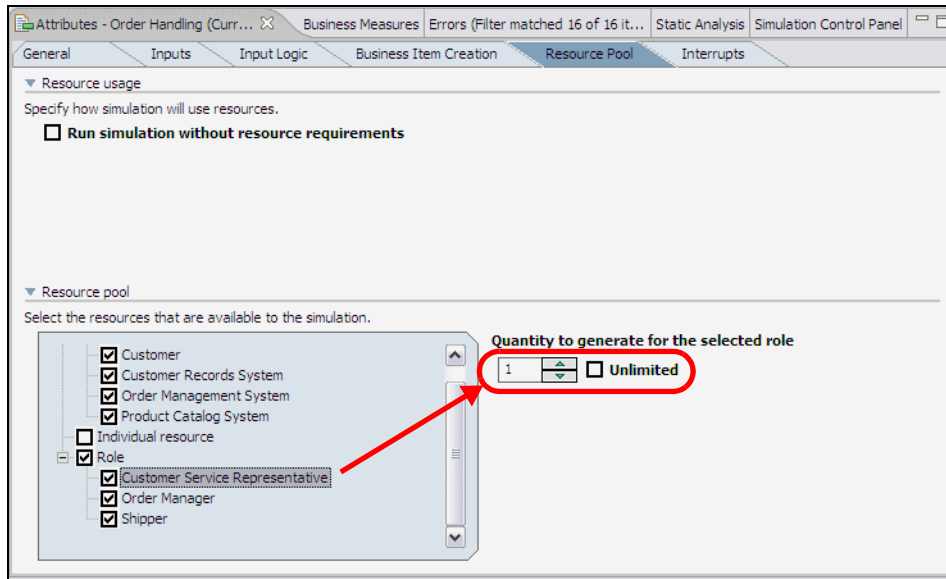 Attributes - Order Handling (Curr... Business Measures Errors (Filter matched 16 of 16 it... Static Analysis Simulation Control Panel
General Inputs Input Logic Business Item Creation Resource Pool Interrupts
Resource usage
Specify how simulation will use resources.
Run simulation without resource requirements
Resource pool
Select the resources that are available to the simulation.
Quantity to generate for the selected role
1 Unlimited
Customer
Customer Records System
Order Management System
Product Catalog System
Individual resource
Role
Customer Service Representative
Order Manager
Shipper